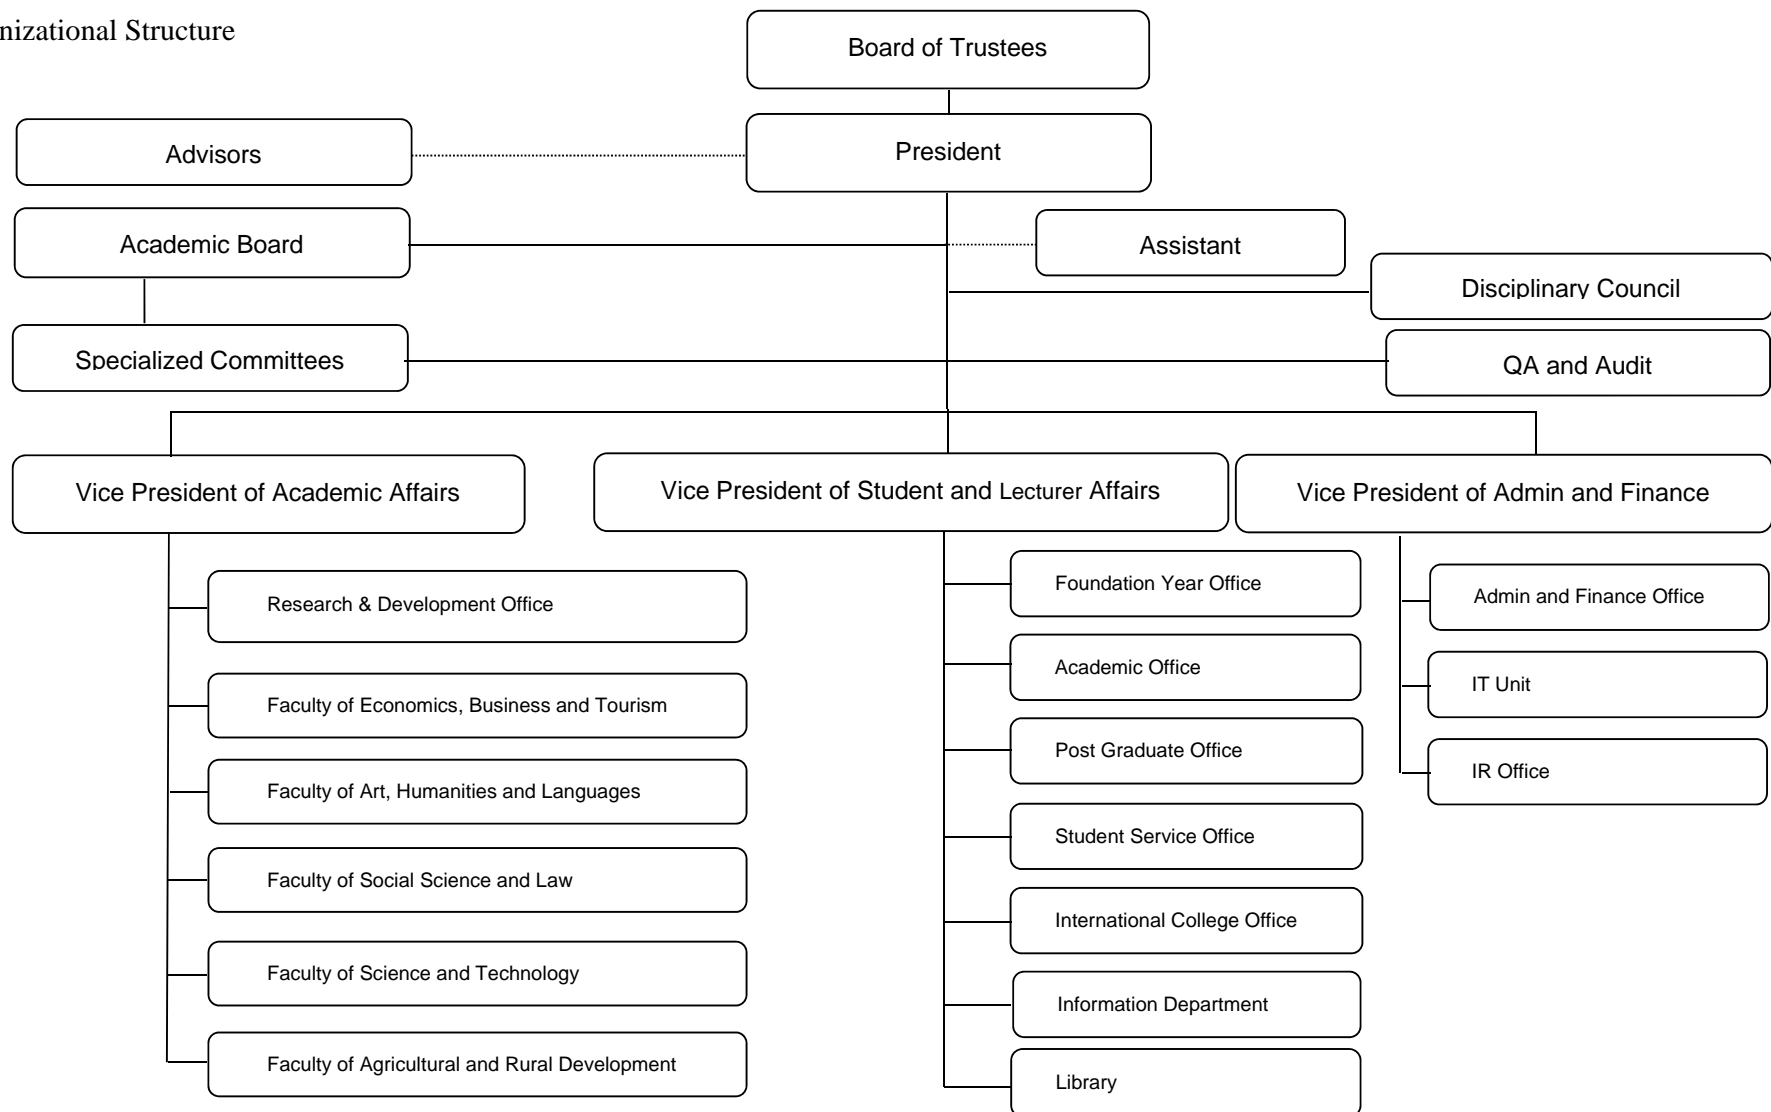 nizational Structure
Board of Trustees
Advisors
President
Academic Board
Assistant
Disciplinary Council
Specialized Committees
QA and Audit
Vice President of Academic Affairs
Vice President of Student and Lecturer Affairs
Vice President of Admin and Finance
Research & Development Office
Faculty of Economics, Business and Tourism
Faculty of Art, Humanities and Languages
Faculty of Social Science and Law
Faculty of Science and Technology
Faculty of Agricultural and Rural Development
Foundation Year Office
Academic Office
Post Graduate Office
Student Service Office
International College Office
Information Department
Library
Admin and Finance Office
IT Unit
IR Office